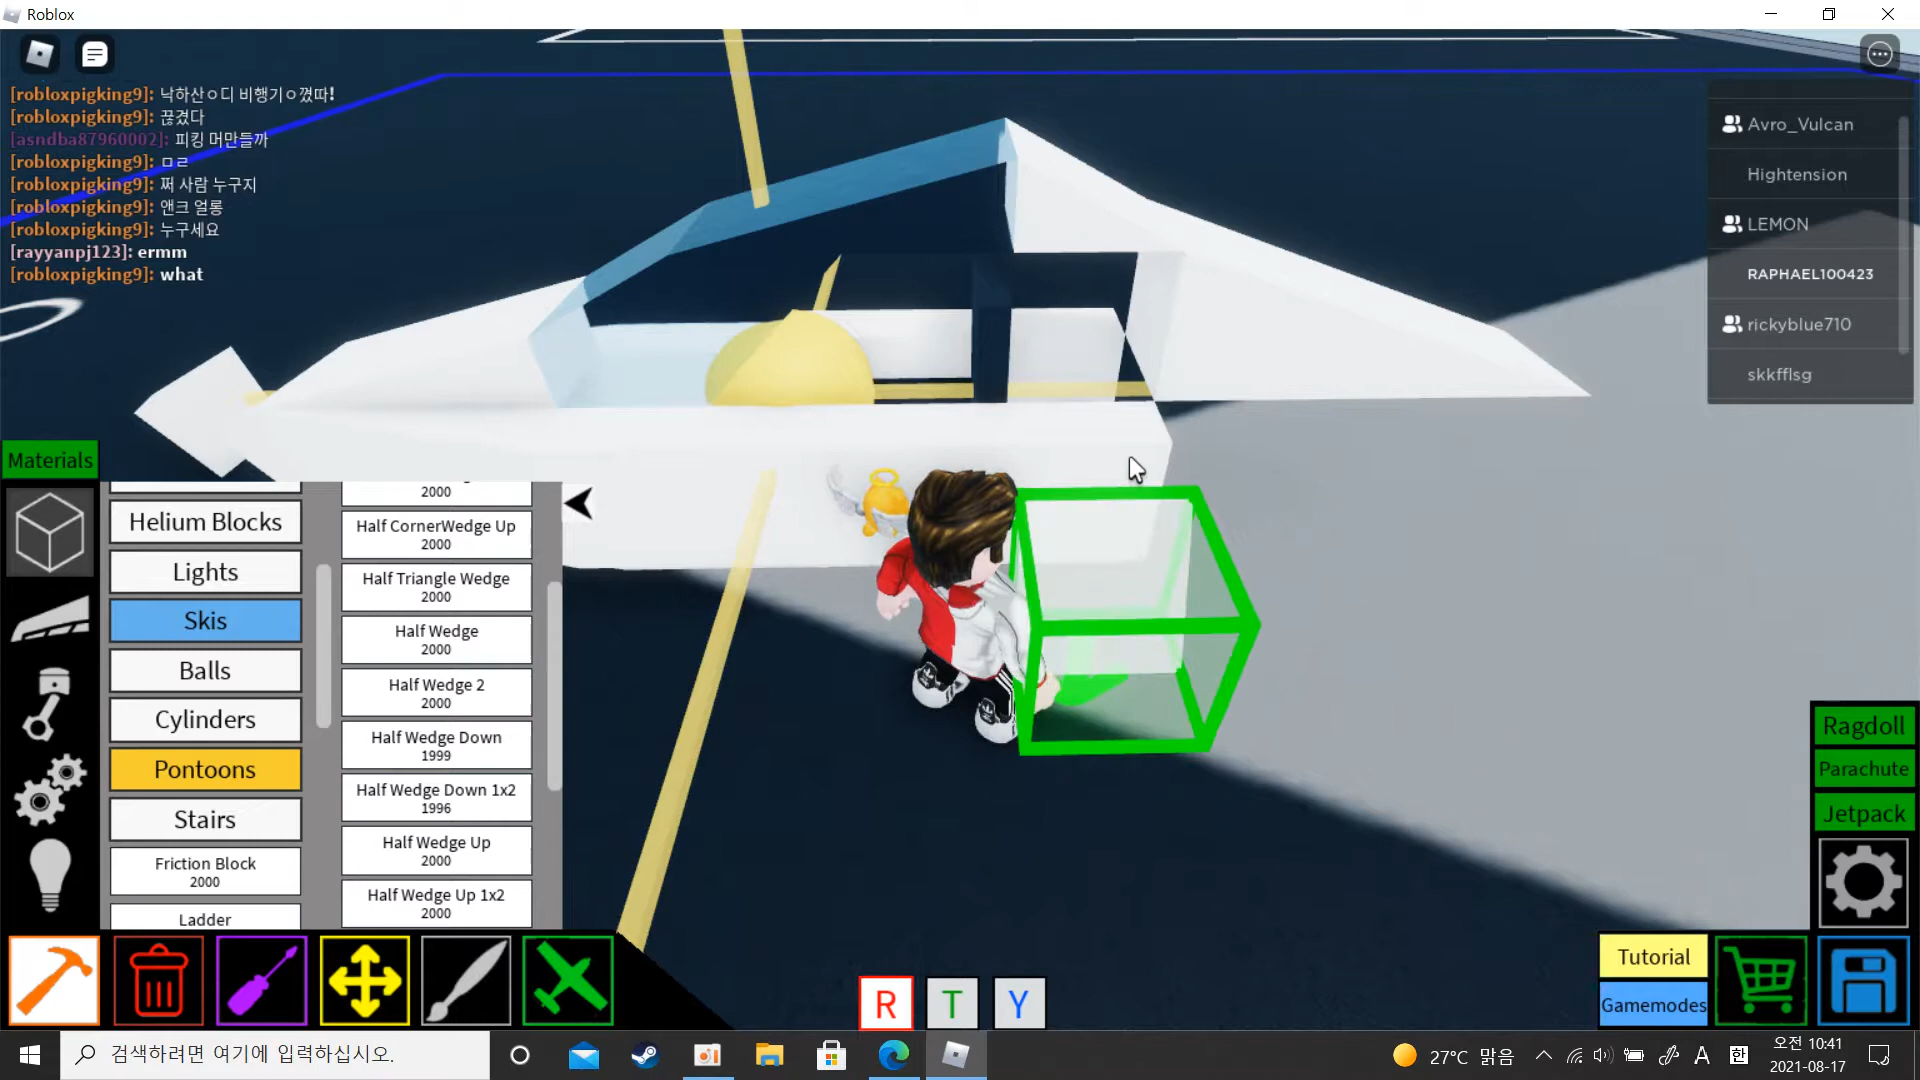 Roblox
[robloxpigking9]: 낙하산ㅇ디 비행기ㅇ꼈따!
[robloxpigking9]: 끊겼다
[asndba87960002]: 피킹 머만들까
[robloxpigking9]: ㅁㄹ
[robloxpigking9]: 쩌 사람 누구지
[robloxpigking9]: 앤크 얼롱
[robloxpigking9]: 누구세요
[rayyanpj123]: ermm
[robloxpigking9]: what
Avro_Vulcan
Hightension
LEMON
RAPHAEL100423
rickyblue710
skkfflsg
Materials
Helium Blocks
Lights
Skis
Balls
Cylinders
Pontoons
Stairs
Friction Block
2000
Ladder
2000
Half CornerWedge Up
2000
Half Triangle Wedge
2000
Half Wedge
2000
Half Wedge 2
2000
Half Wedge Down
1999
Half Wedge Down 1x2
1996
Half Wedge Up
2000
Half Wedge Up 1x2
2000
Ragdoll
Parachute
Jetpack
Tutorial
Gamemodes
R
T
Y
검색하려면 여기에 입력하십시오.
27°C 맑음
A
한
오전 10:41
2021-08-17